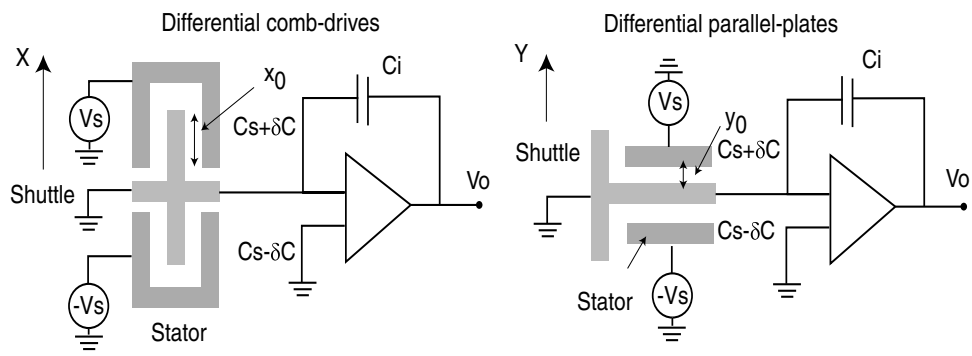 Differential comb-drives
X
x0
Ci
Vs
Cs+δC
Shuttle
Vo
Cs-δC
-Vs
Stator
Differential parallel-plates
Y
Ci
Vs
y0
Shuttle
Cs+δC
Vo
Cs-δC
Stator
-Vs